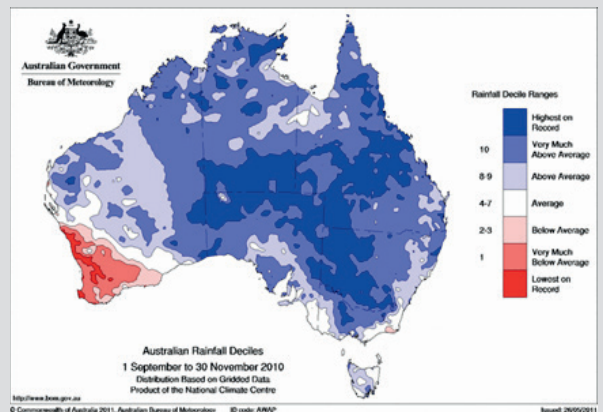 Australian Government
Bureau of Meteorology
Rainfall Decile Ranges
Highest on
Record
10
Very Much
Above Average
8-9
Above Average
4-7
Average
2-3
Below Average
1
Very Much
Below Average
Lowest on
Record
Australian Rainfall Deciles
1 September to 30 November 2010
Distribution Based on Gridded Data
Product of the National Climate Centre
http://www.bom.gov.au
© Commonwealth of Australia 2011, Australian Bureau of Meteorology ID code: AWAP Issued: 26/05/2011